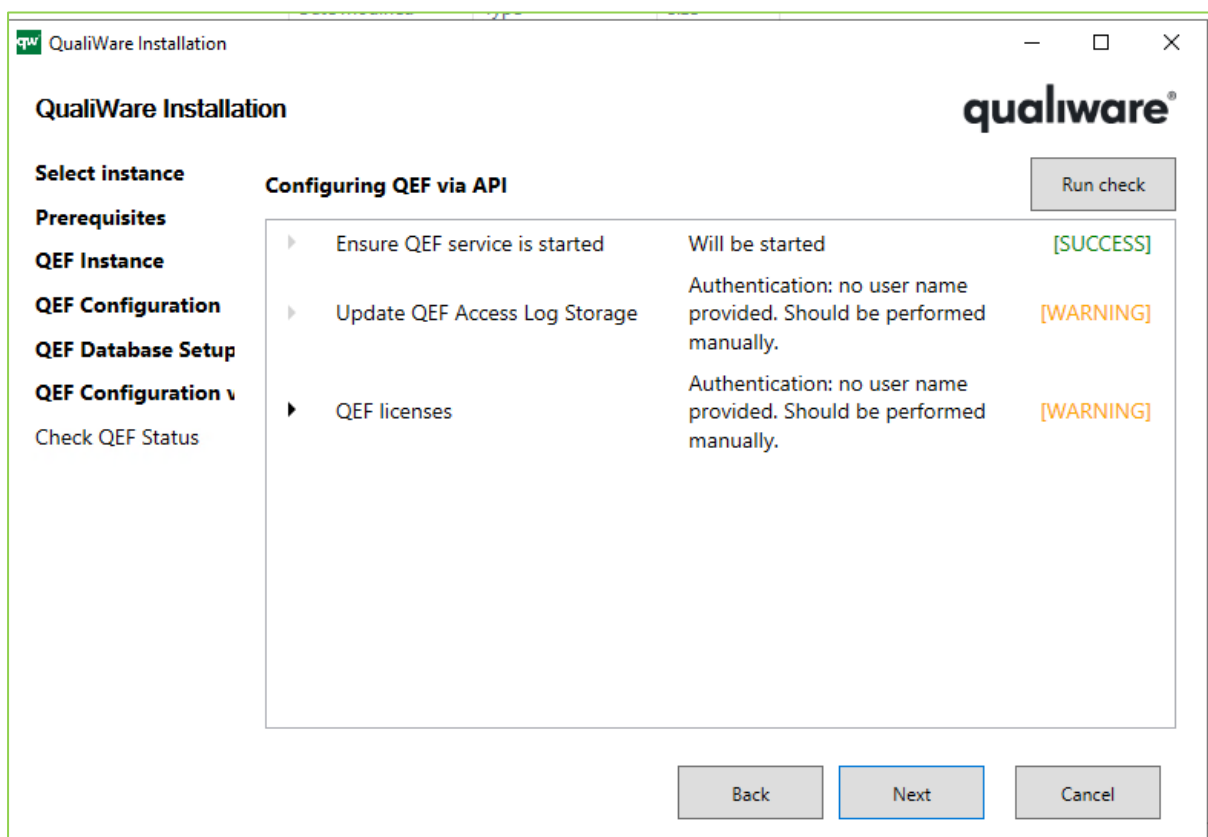 qw QualiWare Installation
QualiWare Installation
qualiware®
Select instance
Prerequisites
QEF Instance
QEF Configuration
QEF Database Setup
QEF Configuration v
Check QEF Status
Configuring QEF via API
Run check
Ensure QEF service is started
Will be started
[SUCCESS]
Update QEF Access Log Storage
Authentication: no user name
provided. Should be performed
manually.
[WARNING]
QEF licenses
Authentication: no user name
provided. Should be performed
manually.
[WARNING]
Back
Next
Cancel